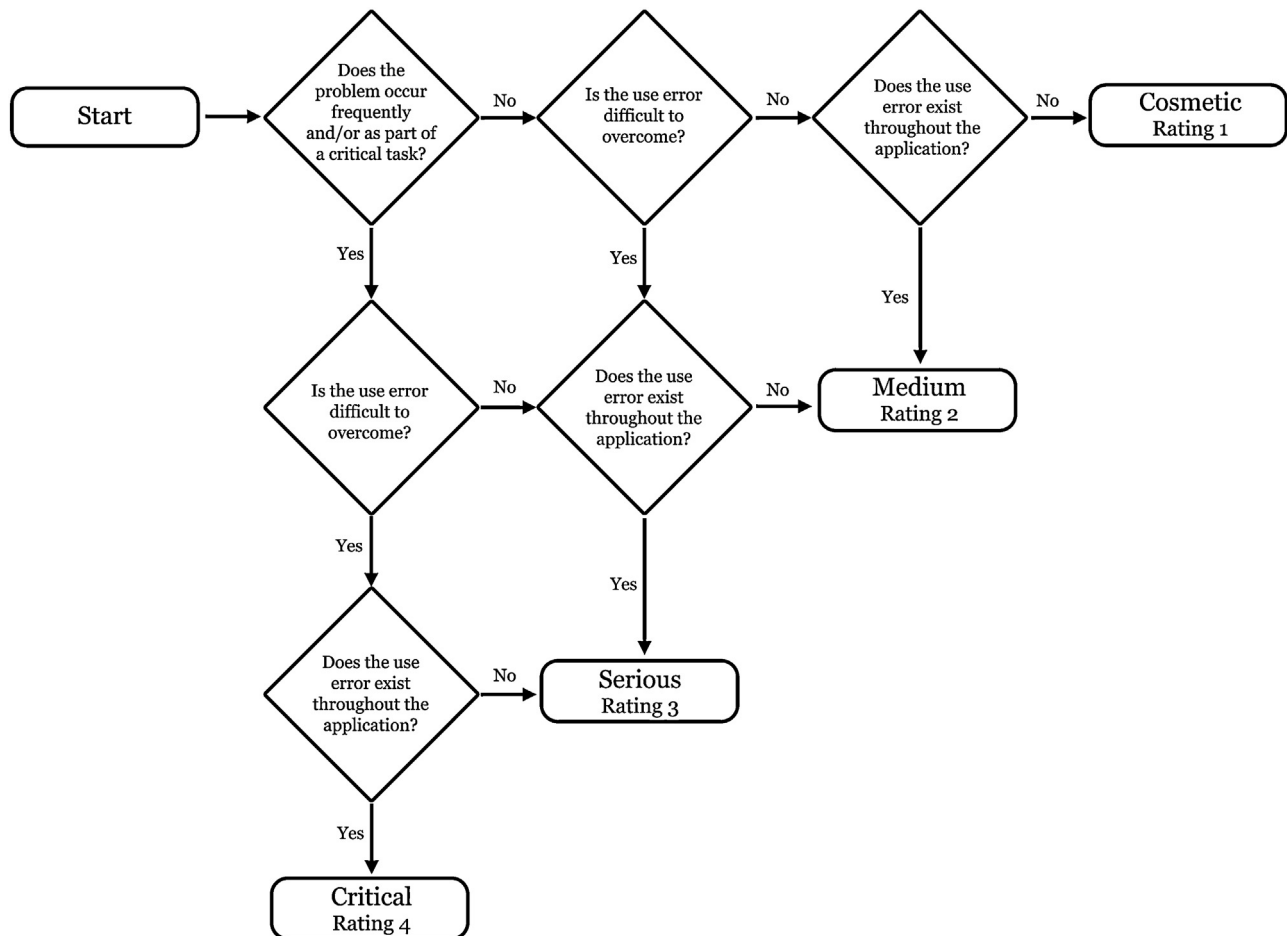 Start
Does the
problem occur
frequently
and/or as part of
a critical task?
No
Is the use error
difficult to
overcome?
No
Does the use
error exist
throughout the
application?
No
Cosmetic
Rating 1
Yes
Yes
Yes
Is the use error
difficult to
overcome?
No
Does the use
error exist
throughout the
application?
No
Medium
Rating 2
Yes
Yes
Does the use
error exist
throughout the
application?
No
Serious
Rating 3
Yes
Critical
Rating 4